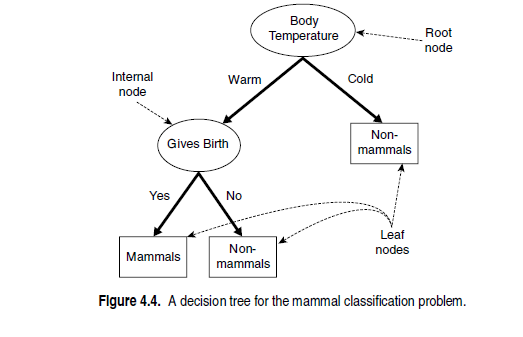 Body
Temperature
Root
node
Internal
node
Warm
Cold
Gives Birth
Non-
mammals
Yes
No
Mammals
Non-
mammals
Leaf
nodes
Figure 4.4. A decision tree for the mammal classification problem.